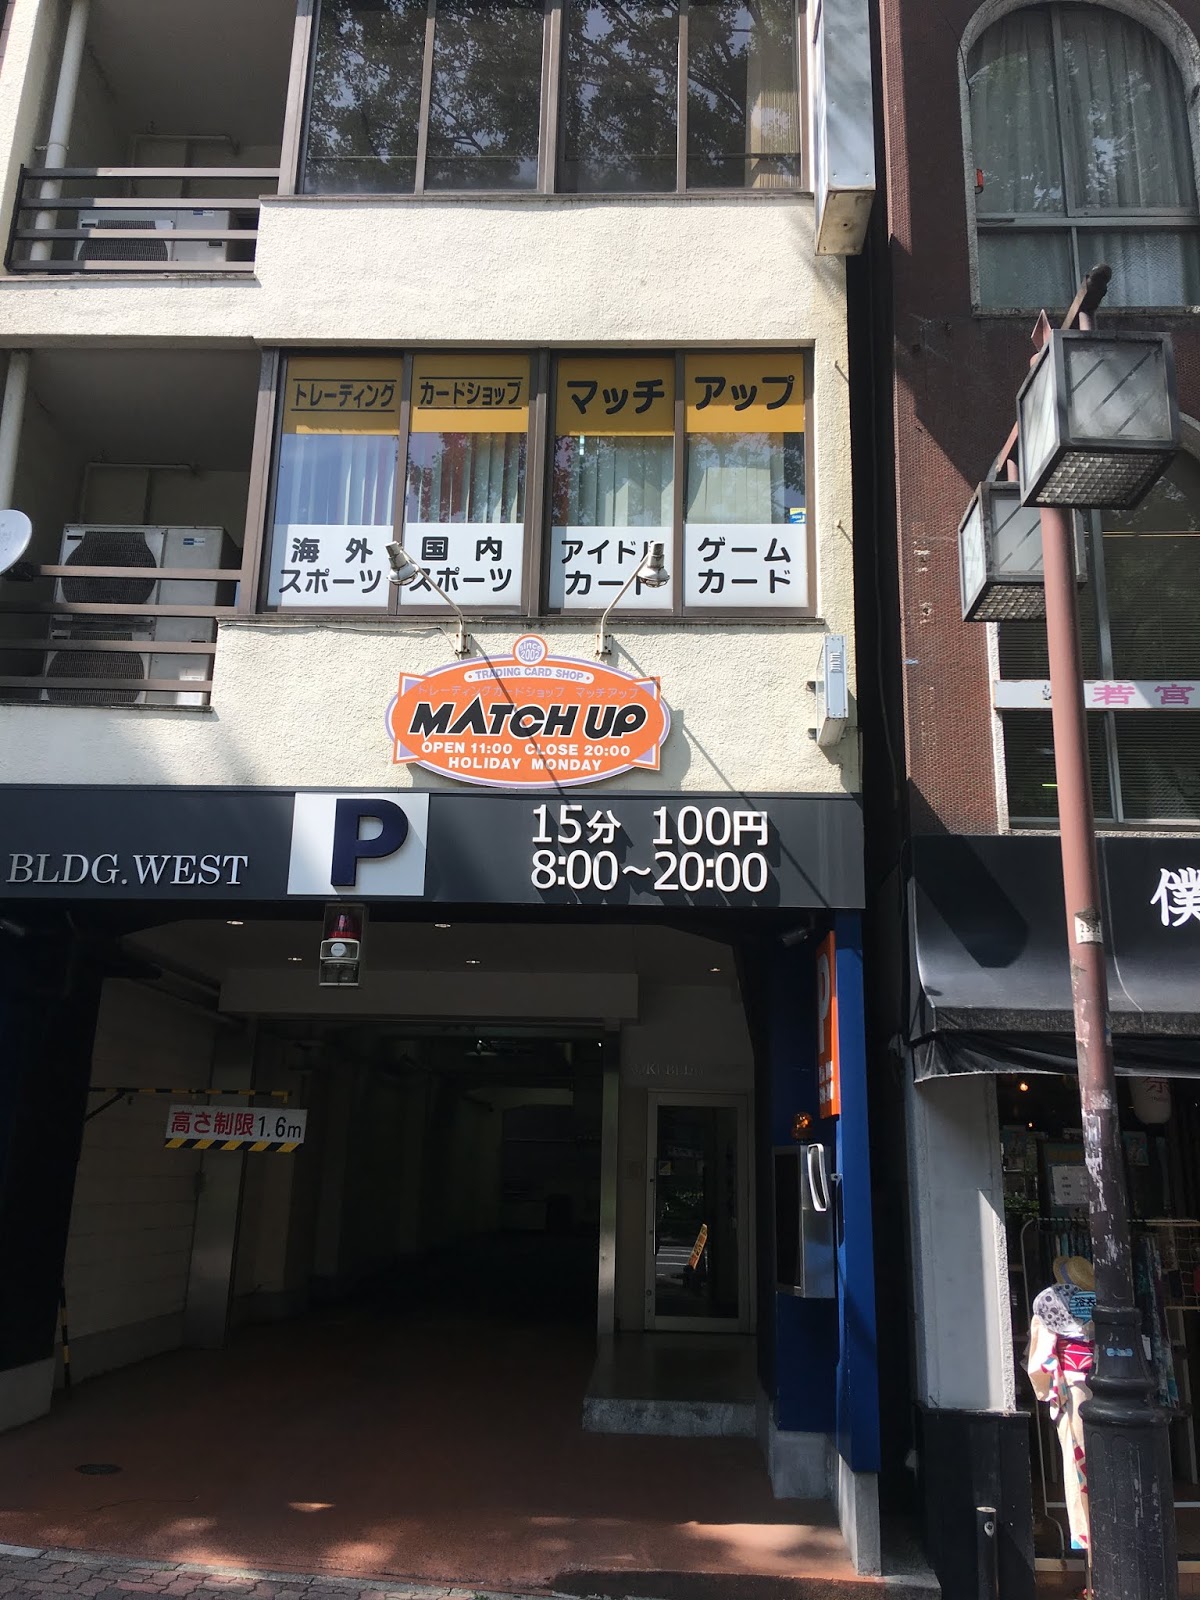 トレーディング カードショップ マッチ アップ
海外 国内 アイドル ゲーム
スポーツ スポーツ カード カード
since
2002
TRADING CARD SHOP
トレーディングカードショップ マッチアップ
MATCH UP
OPEN 11:00 CLOSE 20:00
HOLIDAY MONDAY
若宮
BLDG.WEST
P
15分 100円
8:00~20:00
僕
P
高さ制限1.6m